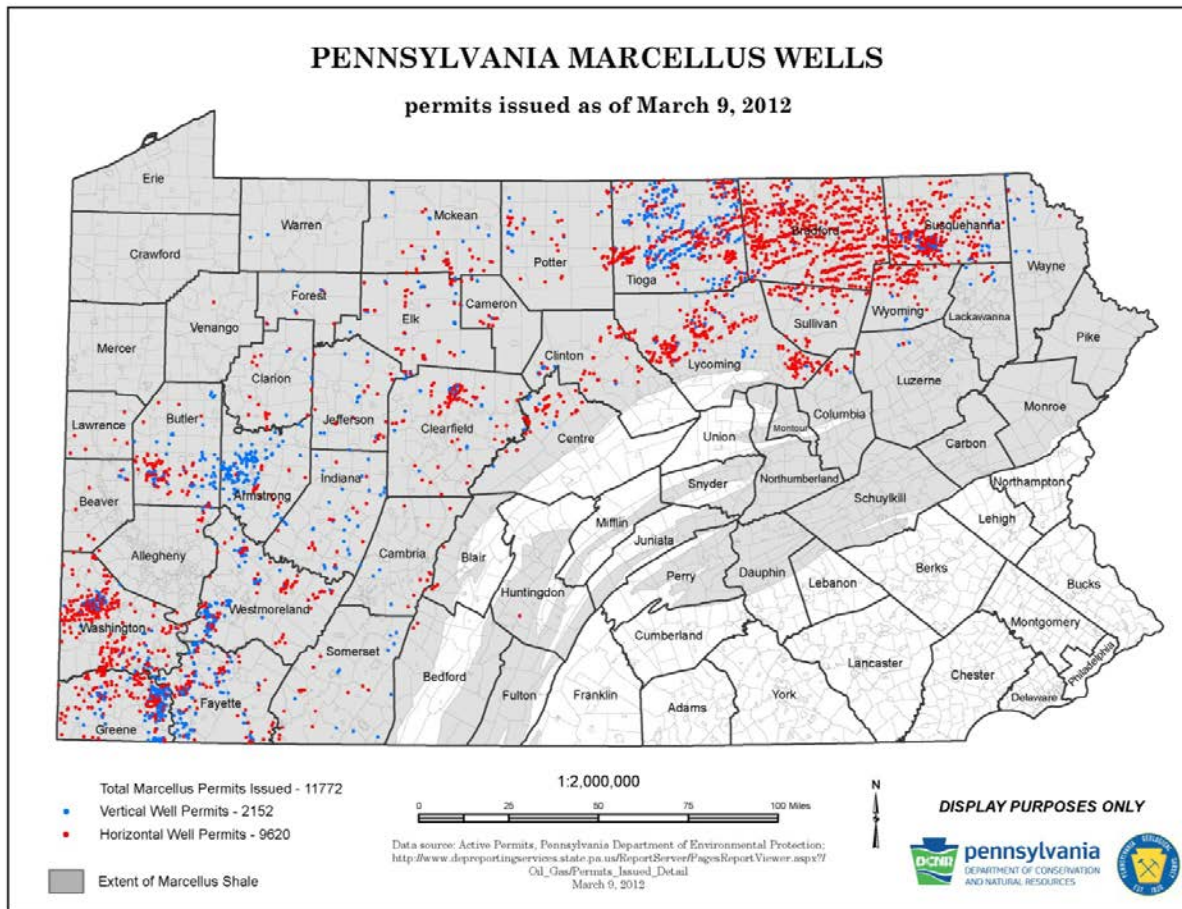 PENNSYLVANIA MARCELLUS WELLS
permits issued as of March 9, 2012
Erie
Warren
Mckean
Crawford
Potter
Tioga
Bradford
Susquehanna
Wayne
Forest
Cameron
Elk
Venango
Mercer
Sullivan
Wyoming
Lackawanna
Pike
Clinton
Lycoming
Clarion
Luzerne
Butler
Jefferson
Clearfield
Lawrence
Centre
Union
Montour
Columbia
Monroe
Carbon
Indiana
Armstrong
Beaver
Snyder
Northumberland
Schuylkill
Northampton
Lehigh
Allegheny
Cambria
Blair
Mifflin
Juniata
Perry
Dauphin
Lebanon
Berks
Bucks
Huntingdon
Westmoreland
Washington
Somerset
Bedford
Cumberland
Montgomery
Philadelphia
Lancaster
Chester
Delaware
Fulton
Franklin
Adams
York
Fayette
Greene
Total Marcellus Permits Issued - 11772
Vertical Well Permits - 2152
Horizontal Well Permits - 9620
Extent of Marcellus Shale
1:2,000,000
0 25 50 75 100 Miles
Data source: Active Permits, Pennsylvania Department of Environmental Protection;
http://www.depreportingservices.state.pa.us/ReportServer/Pages/ReportViewer.aspx?/
Oil_Gas/Permits_Issued_Detail
March 9, 2012
N
DISPLAY PURPOSES ONLY
DCNR
pennsylvania
DEPARTMENT OF CONSERVATION
AND NATURAL RESOURCES
PENNSYLVANIA GEOLOGICAL SURVEY